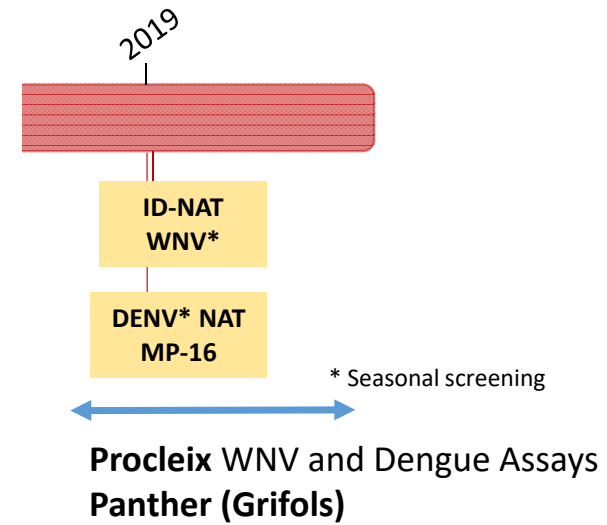 2019
ID-NAT
WNV*
DENV* NAT
MP-16
* Seasonal screening
Procleix WNV and Dengue Assays
Panther (Grifols)